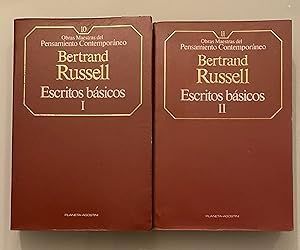 10
Obras Maestras del
Pensamiento Contemporáneo
Bertrand
Russell
Escritos básicos
I
PLANETA-AGOSTINI
11
Obras Maestras del
Pensamiento Contemporáneo
Bertrand
Russell
Escritos básicos
II
PLANETA-AGOSTINI